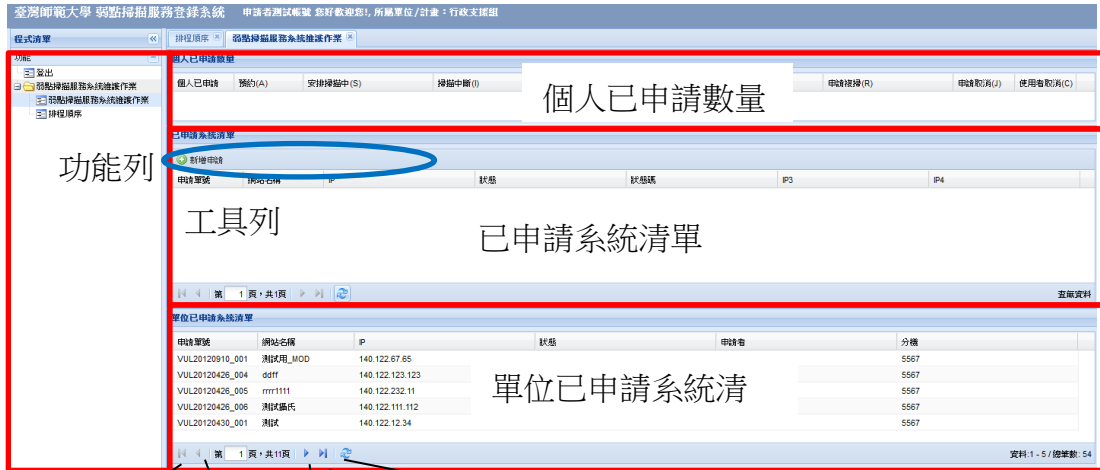 臺灣師範大學 弱點掃描服務登錄系統 申請者測試帳號 您好歡迎您!, 所屬單位/計畫：行政支援組
程式清單
排程順序 弱點掃描服務系統維護作業
功能
登出
弱點掃描服務系統維護作業
弱點掃描服務系統維護作業
排程順序
功能列
個人已申請數量
個人已申請 預約(A) 安排掃描中(S) 掃描中斷(I) 申請複掃(R) 申請取消(J) 使用者取消(C)
個人已申請數量
已申請系統清單
新增申請
申請單號 網站名稱 IP 狀態 狀態碼 IP3 IP4
工具列
已申請系統清單
第 1 頁，共1頁 查無資料
單位已申請系統清單
申請單號 網站名稱 IP 狀態 申請者 分機
VUL20120910_001 測試用_MOD 140.122.67.65 5567
VUL20120426_004 ddff 140.122.123.123 5567
VUL20120426_005 rrrr1111 140.122.232.11 5567
VUL20120426_006 測試攝氏 140.122.111.112 5567
VUL20120430_001 測試 140.122.12.34 5567
單位已申請系統清
第 1 頁，共11頁 資料:1 - 5 / 總筆數: 54